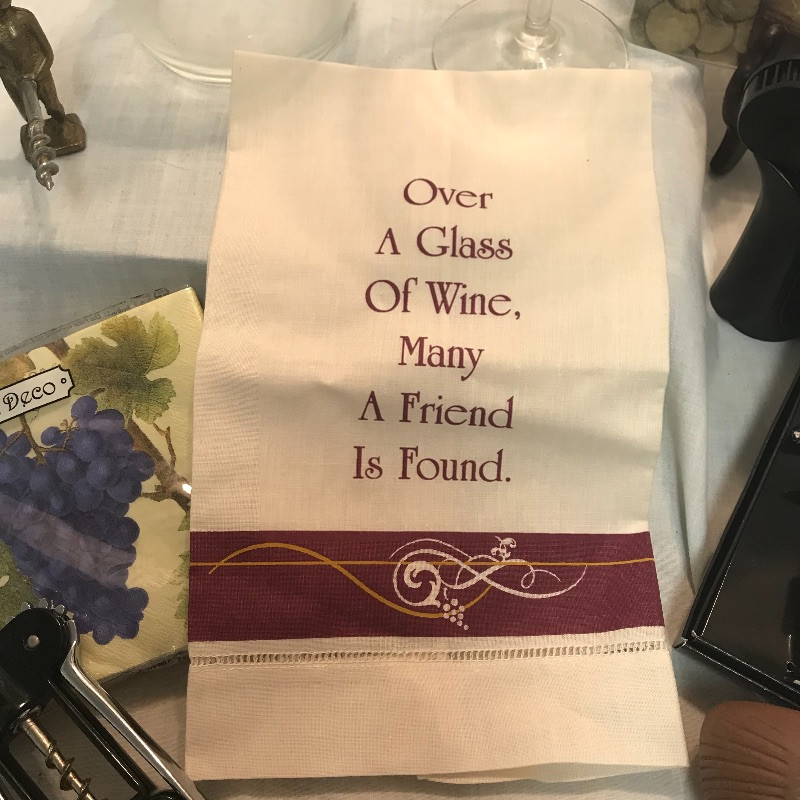 Over
A Glass
Of Wine,
Many
A Friend
Is Found.
Deco